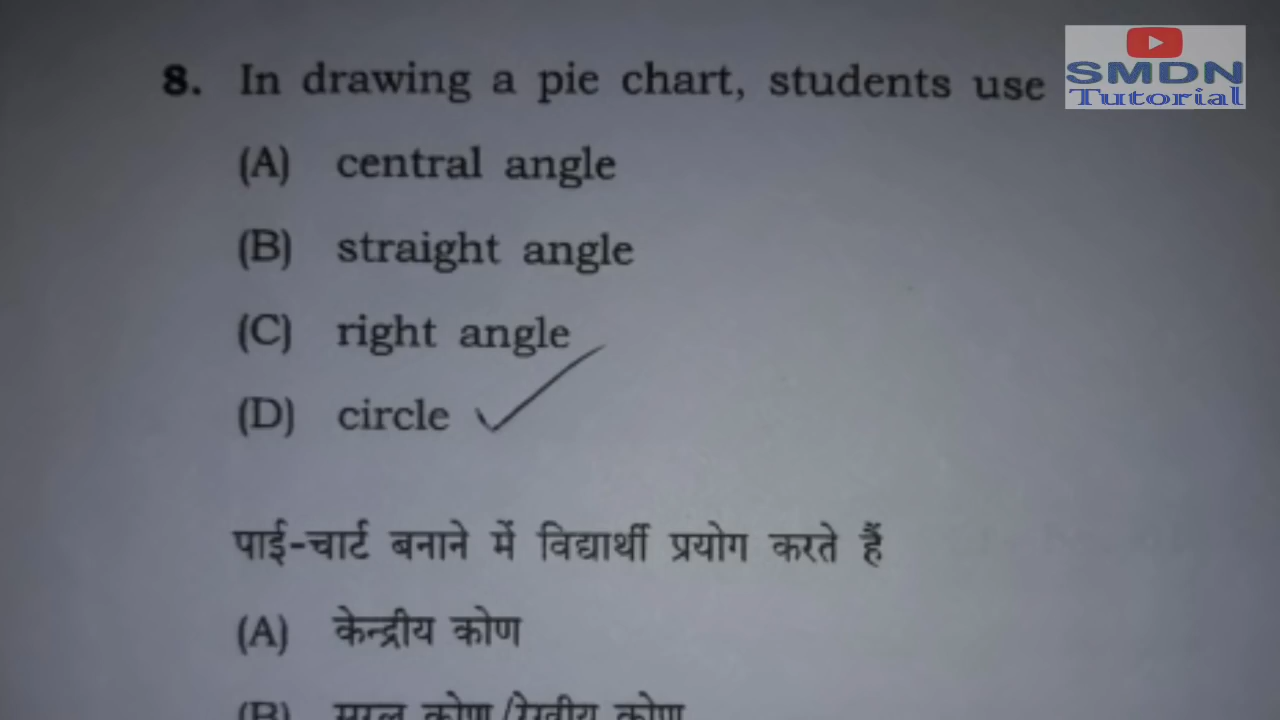 8. In drawing a pie chart, students use
(A) central angle
(B) straight angle
(C) right angle
(D) circle
पाई-चार्ट बनाने में विद्यार्थी प्रयोग करते हैं
(A) केन्द्रीय कोण
(B) सरल कोण/रेखीय कोण
SMDN
Tutorial